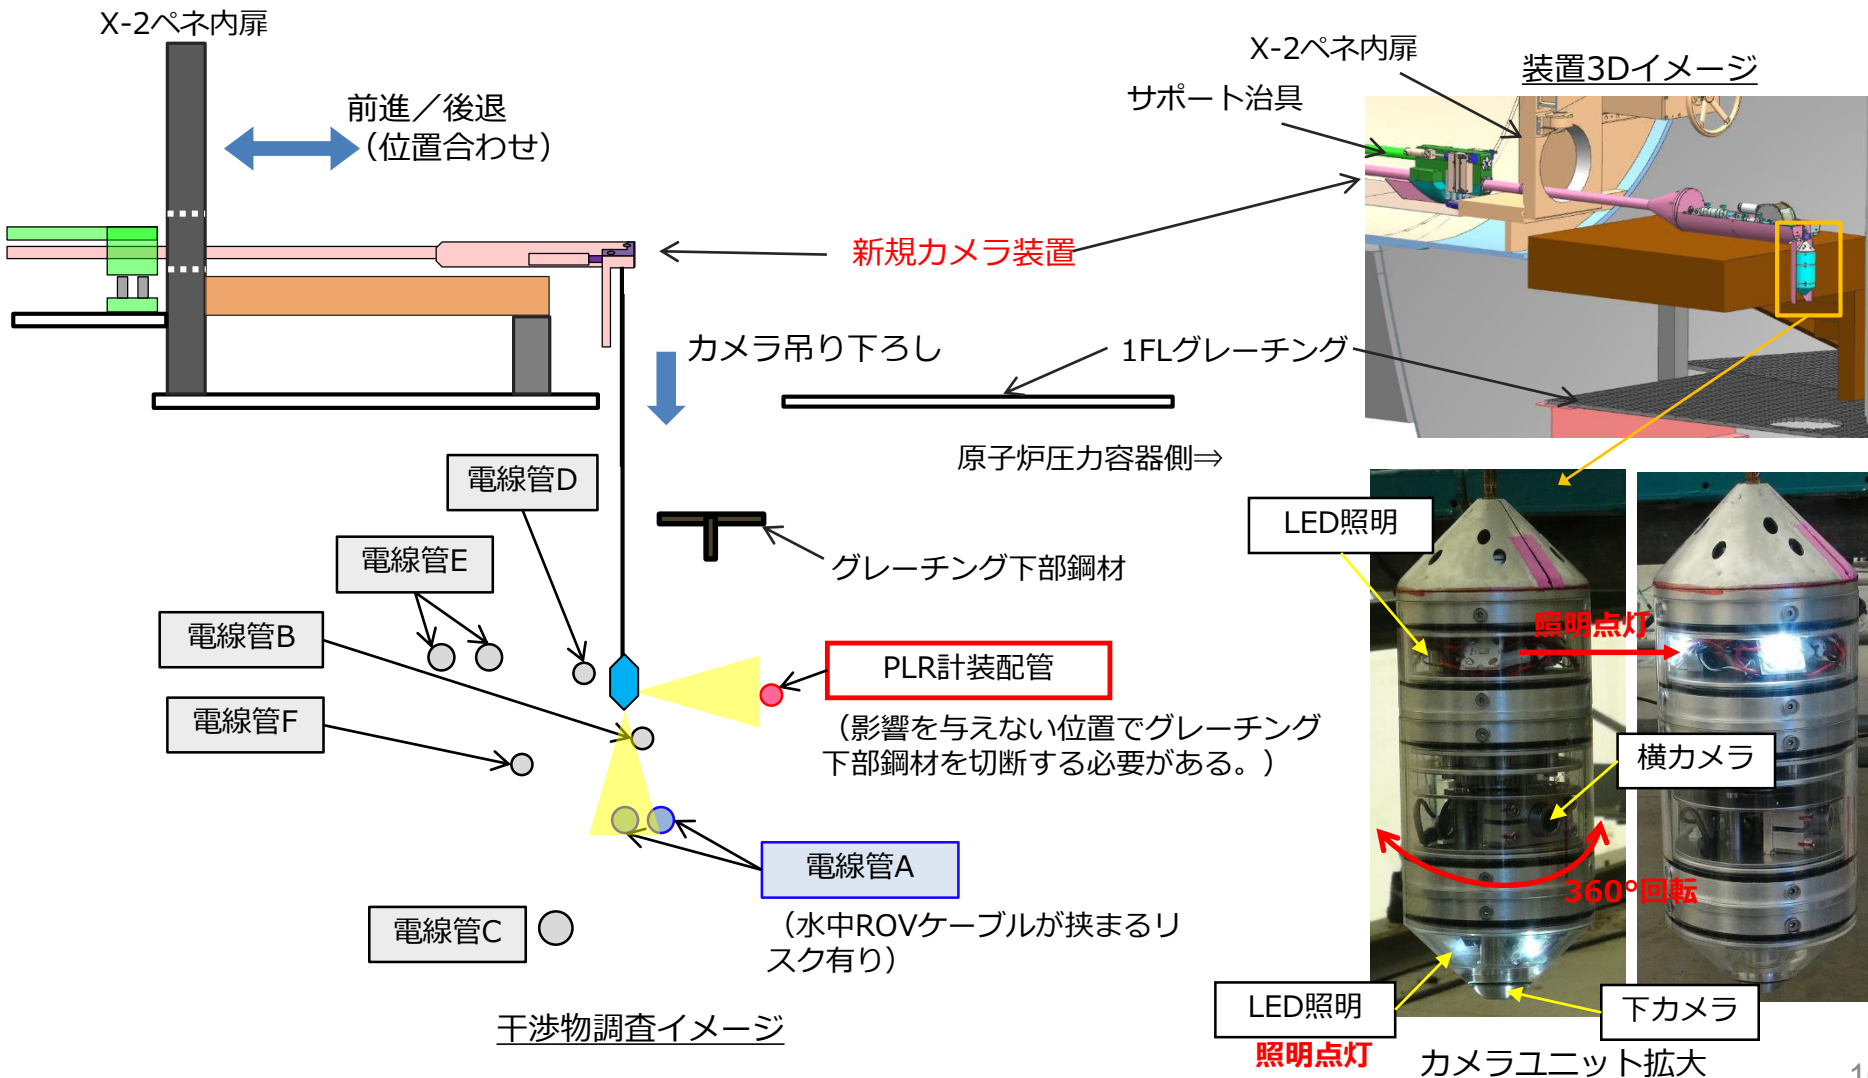 X-2ペネ内扉
前進／後退
（位置合わせ）
新規カメラ装置
カメラ吊り下ろし
1FLグレーチング
原子炉圧力容器側⇒
電線管D
電線管E
電線管B
電線管F
グレーチング下部鋼材
PLR計装配管
（影響を与えない位置でグレーチング
下部鋼材を切断する必要がある。）
電線管A
（水中ROVケーブルが挟まるリ
スク有り）
電線管C
干渉物調査イメージ
X-2ペネ内扉
サポート治具
装置3Dイメージ
LED照明
照明点灯
横カメラ
360°回転
LED照明
照明点灯
下カメラ
カメラユニット拡大